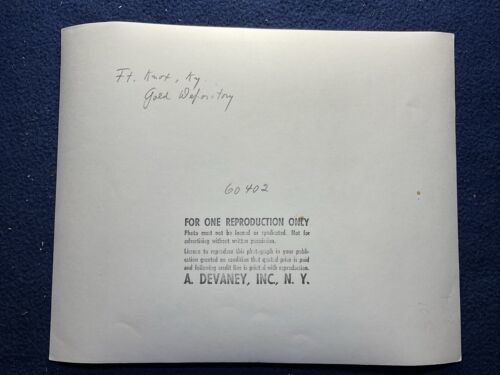 Ft. Knox, Ky.
Gold Depository
60402
FOR ONE REPRODUCTION ONLY
Photo must not be loaned or syndicated. Not for
advertising without written permission.
License to reproduce this photograph in your publi-
cation granted on condition that quoted price is paid
and following credit line is printed with reproduction.
A. DEVANEY, INC., N. Y.